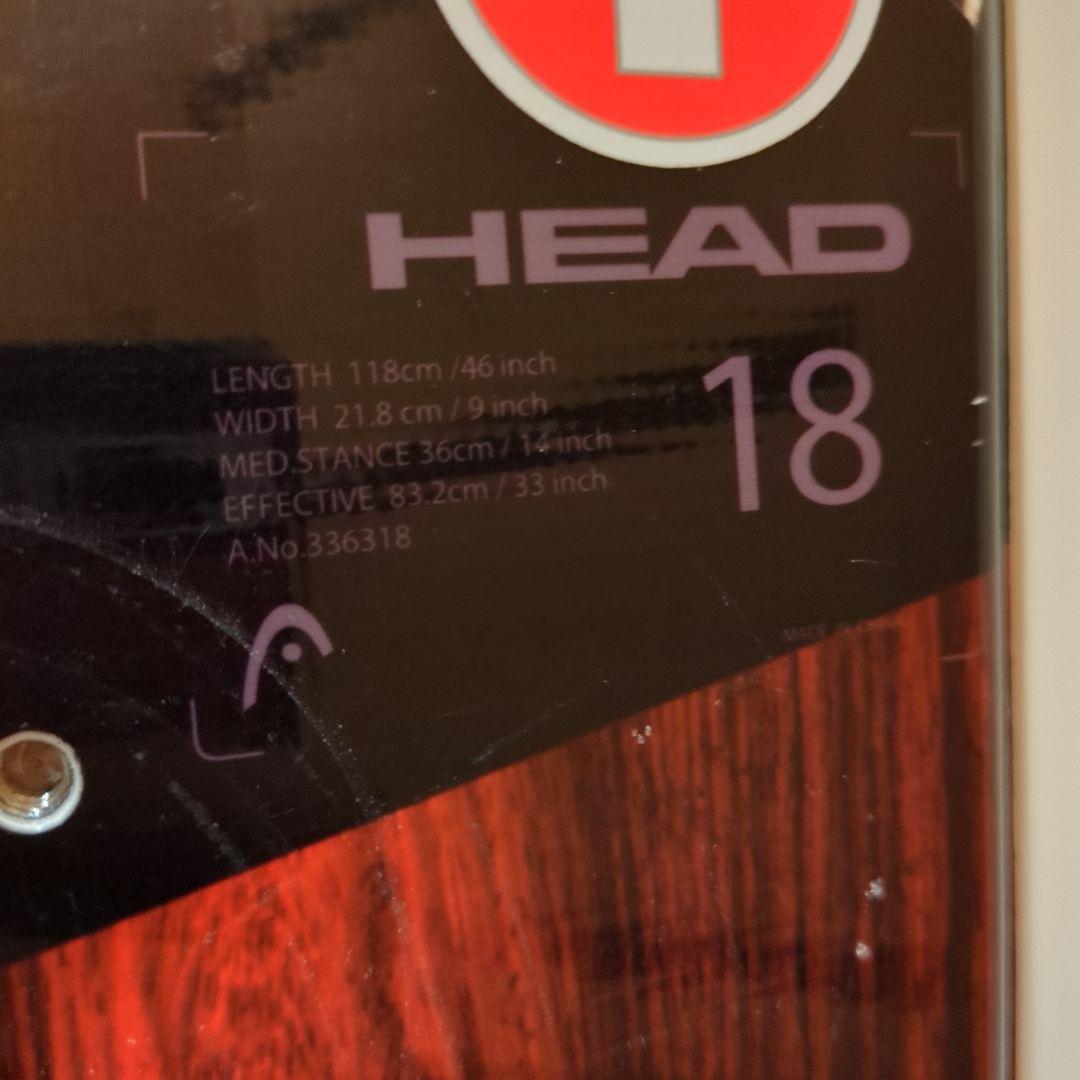 HEAD
LENGTH 118cm /46 inch
WIDTH 21.8 cm / 9 inch
MED.STANCE 36cm / 14 inch
EFFECTIVE 83.2cm / 33 inch
A.No.336318
18
MADE